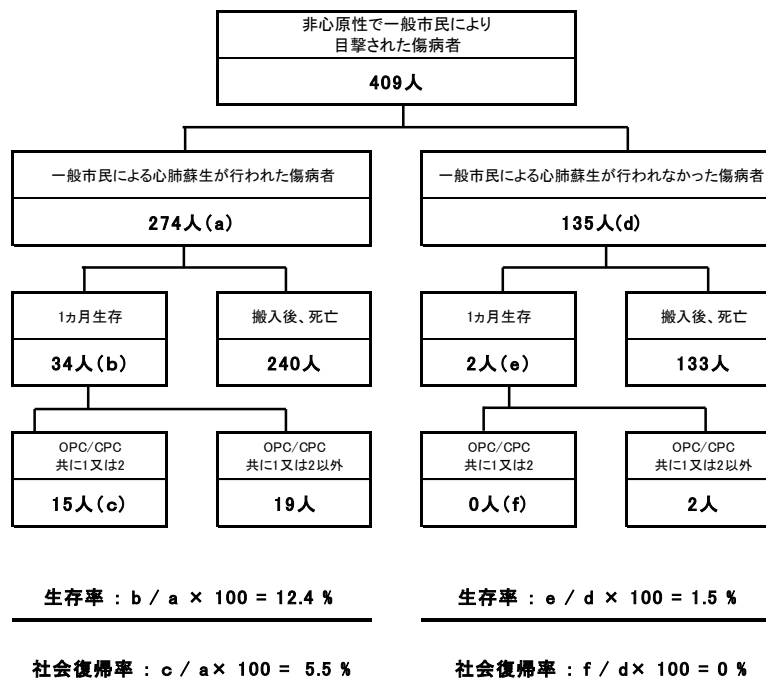 非心原性で一般市民により
目撃された傷病者
409人
一般市民による心肺蘇生が行われた傷病者
274人(a)
一般市民による心肺蘇生が行われなかった傷病者
135人(d)
1ヵ月生存
34人(b)
搬入後、死亡
240人
1ヵ月生存
2人(e)
搬入後、死亡
133人
OPC/CPC
共に1又は2
15人(c)
OPC/CPC
共に1又は2以外
19人
OPC/CPC
共に1又は2
0人(f)
OPC/CPC
共に1又は2以外
2人
生存率 : b / a × 100 = 12.4 %
生存率 : e / d × 100 = 1.5 %
社会復帰率 : c / a× 100 = 5.5 %
社会復帰率 : f / d× 100 = 0 %